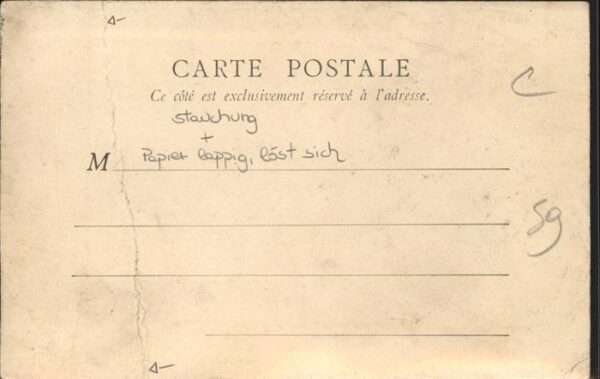 CARTE POSTALE
Ce côté est exclusivement réservé à l'adresse.
C
stauchung
+
M Papier lappig, löst sich
59